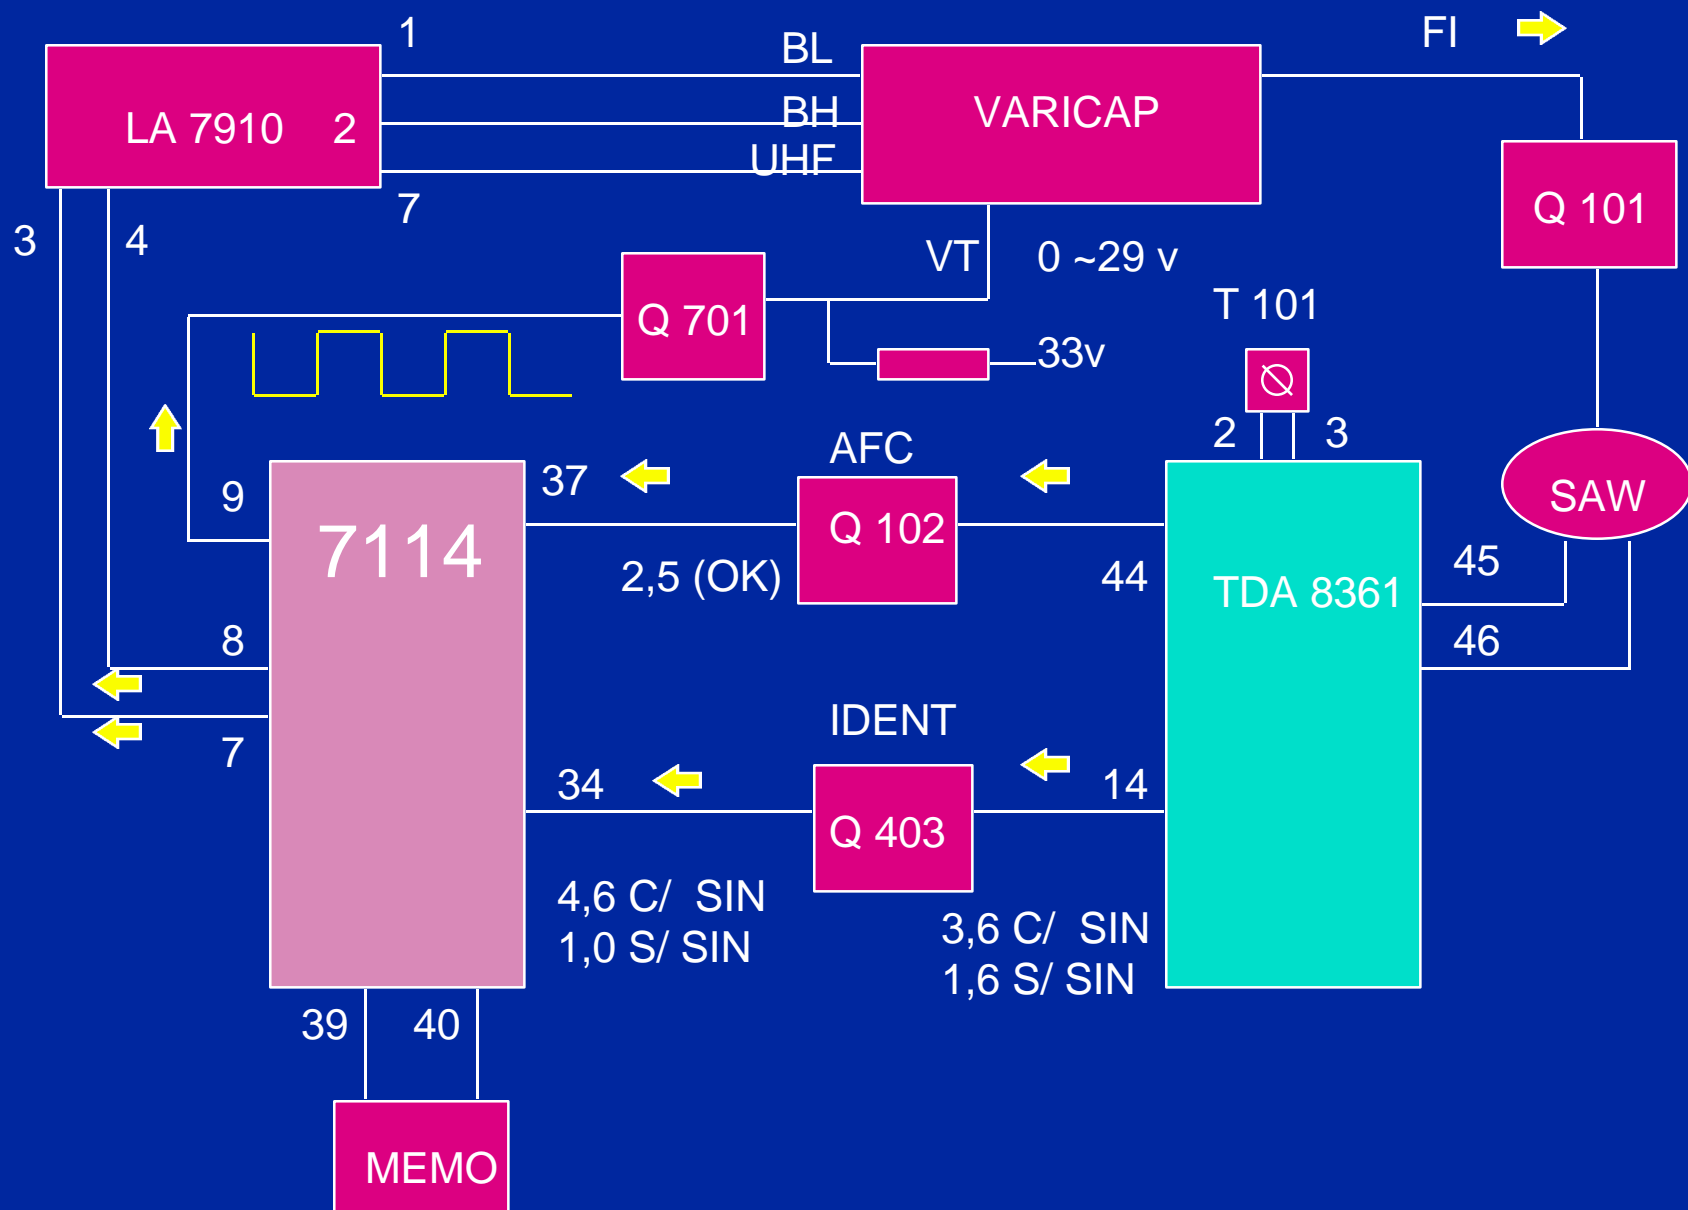 1
BL
FI
LA 7910 2
BH
VARICAP
UHF
7
Q 101
3
4
VT
0 ~29 v
Q 701
T 101
33v
2
3
AFC
9
37
7114
Q 102
SAW
2,5 (OK)
44
TDA 8361
45
8
46
7
IDENT
34
14
Q 403
4,6 C/ SIN
1,0 S/ SIN
3,6 C/ SIN
1,6 S/ SIN
39
40
MEMO